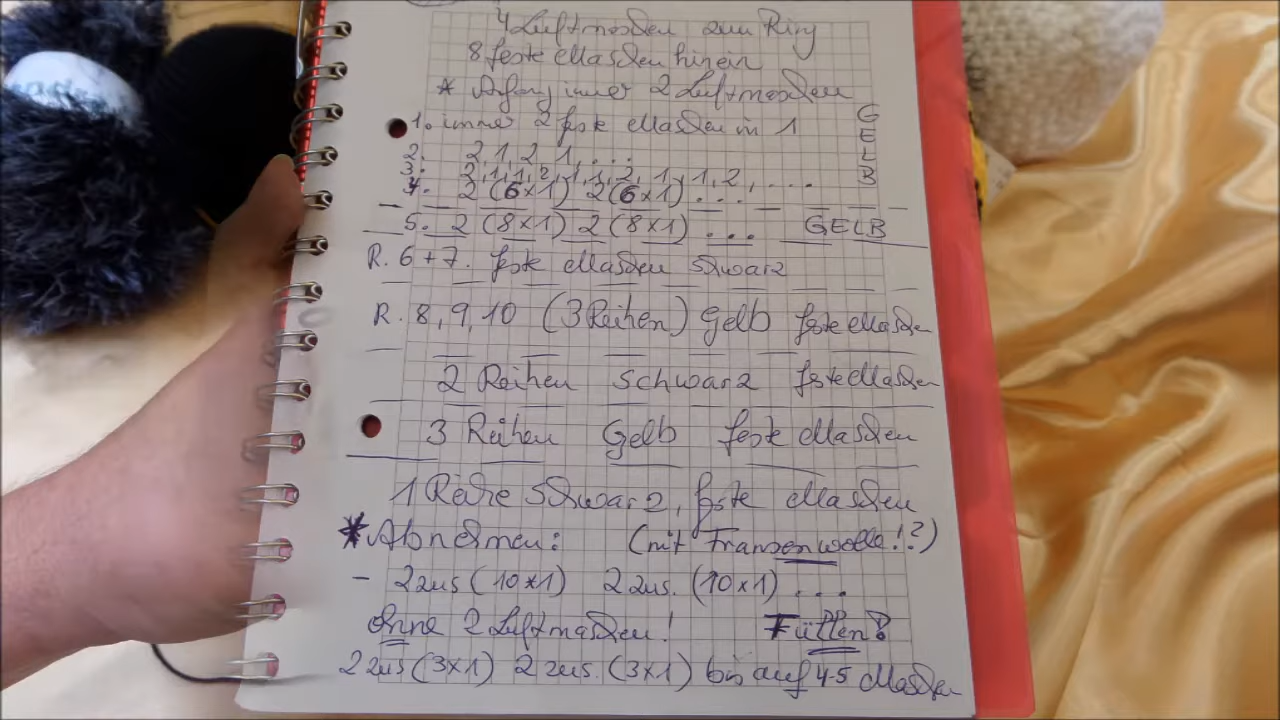 4 Luftmaschen zum Ring
8 feste Maschen hinein
* Anfang immer 2 Luftmaschen
1. immer 2 feste Maschen in 1
2. 2, 1, 2, 1, ...
3. 2, 1, 1, 2, 1, 1, 2, 1, 1, 2, ...
4. 2 (6x1) 2 (6x1) ...
GELB
5. 2 (8x1) 2 (8x1) ... GELB
R. 6+7. feste Maschen schwarz
R. 8, 9, 10 (3 Reihen) Gelb feste Maschen
2 Reihen schwarz feste Maschen
3 Reihen Gelb feste Maschen
1 Reihe Schwarz, feste Maschen
* Abnehmen: (mit Fransenwolle!?)
- 2 zus (10x1) 2 zus. (10x1) ...
Ohne 2 Luftmaschen! Füllen!
2 zus (3x1) 2 zus. (3x1) bis auf 4-5 Maschen